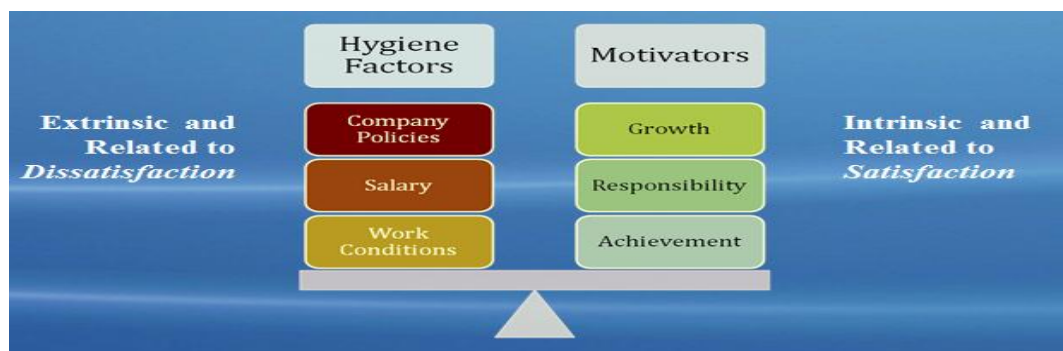 Hygiene
Factors
Motivators
Extrinsic and
Related to
Dissatisfaction
Company
Policies
Salary
Work
Conditions
Growth
Responsibility
Achievement
Intrinsic and
Related to
Satisfaction